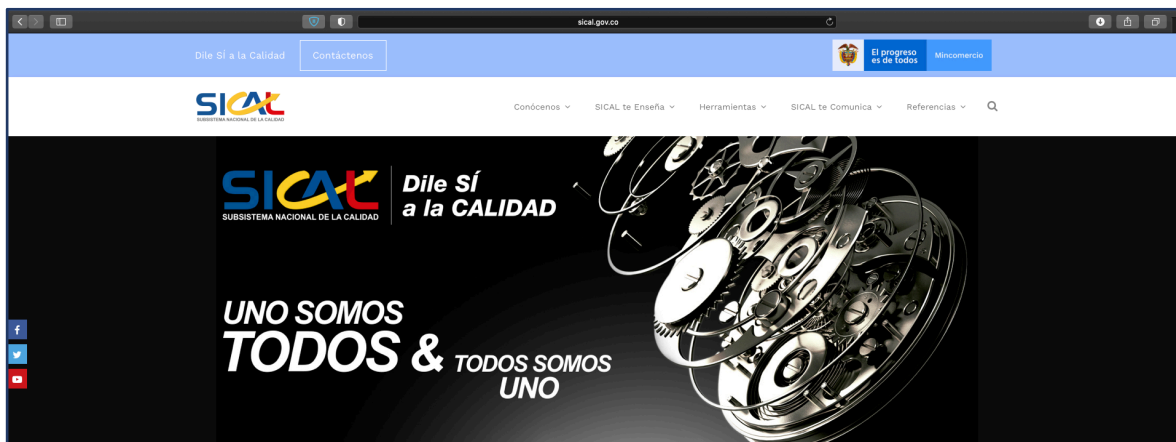 sical.gov.co
Dile SÍ a la Calidad
Contáctenos
El progreso
es de todos
Mincomercio
SICAL
SUBSISTEMA NACIONAL DE LA CALIDAD
Conócenos
SICAL te Enseña
Herramientas
SICAL te Comunica
Referencias
SICAL
SUBSISTEMA NACIONAL DE LA CALIDAD
Dile SÍ
a la CALIDAD
UNO SOMOS
TODOS & TODOS SOMOS
UNO